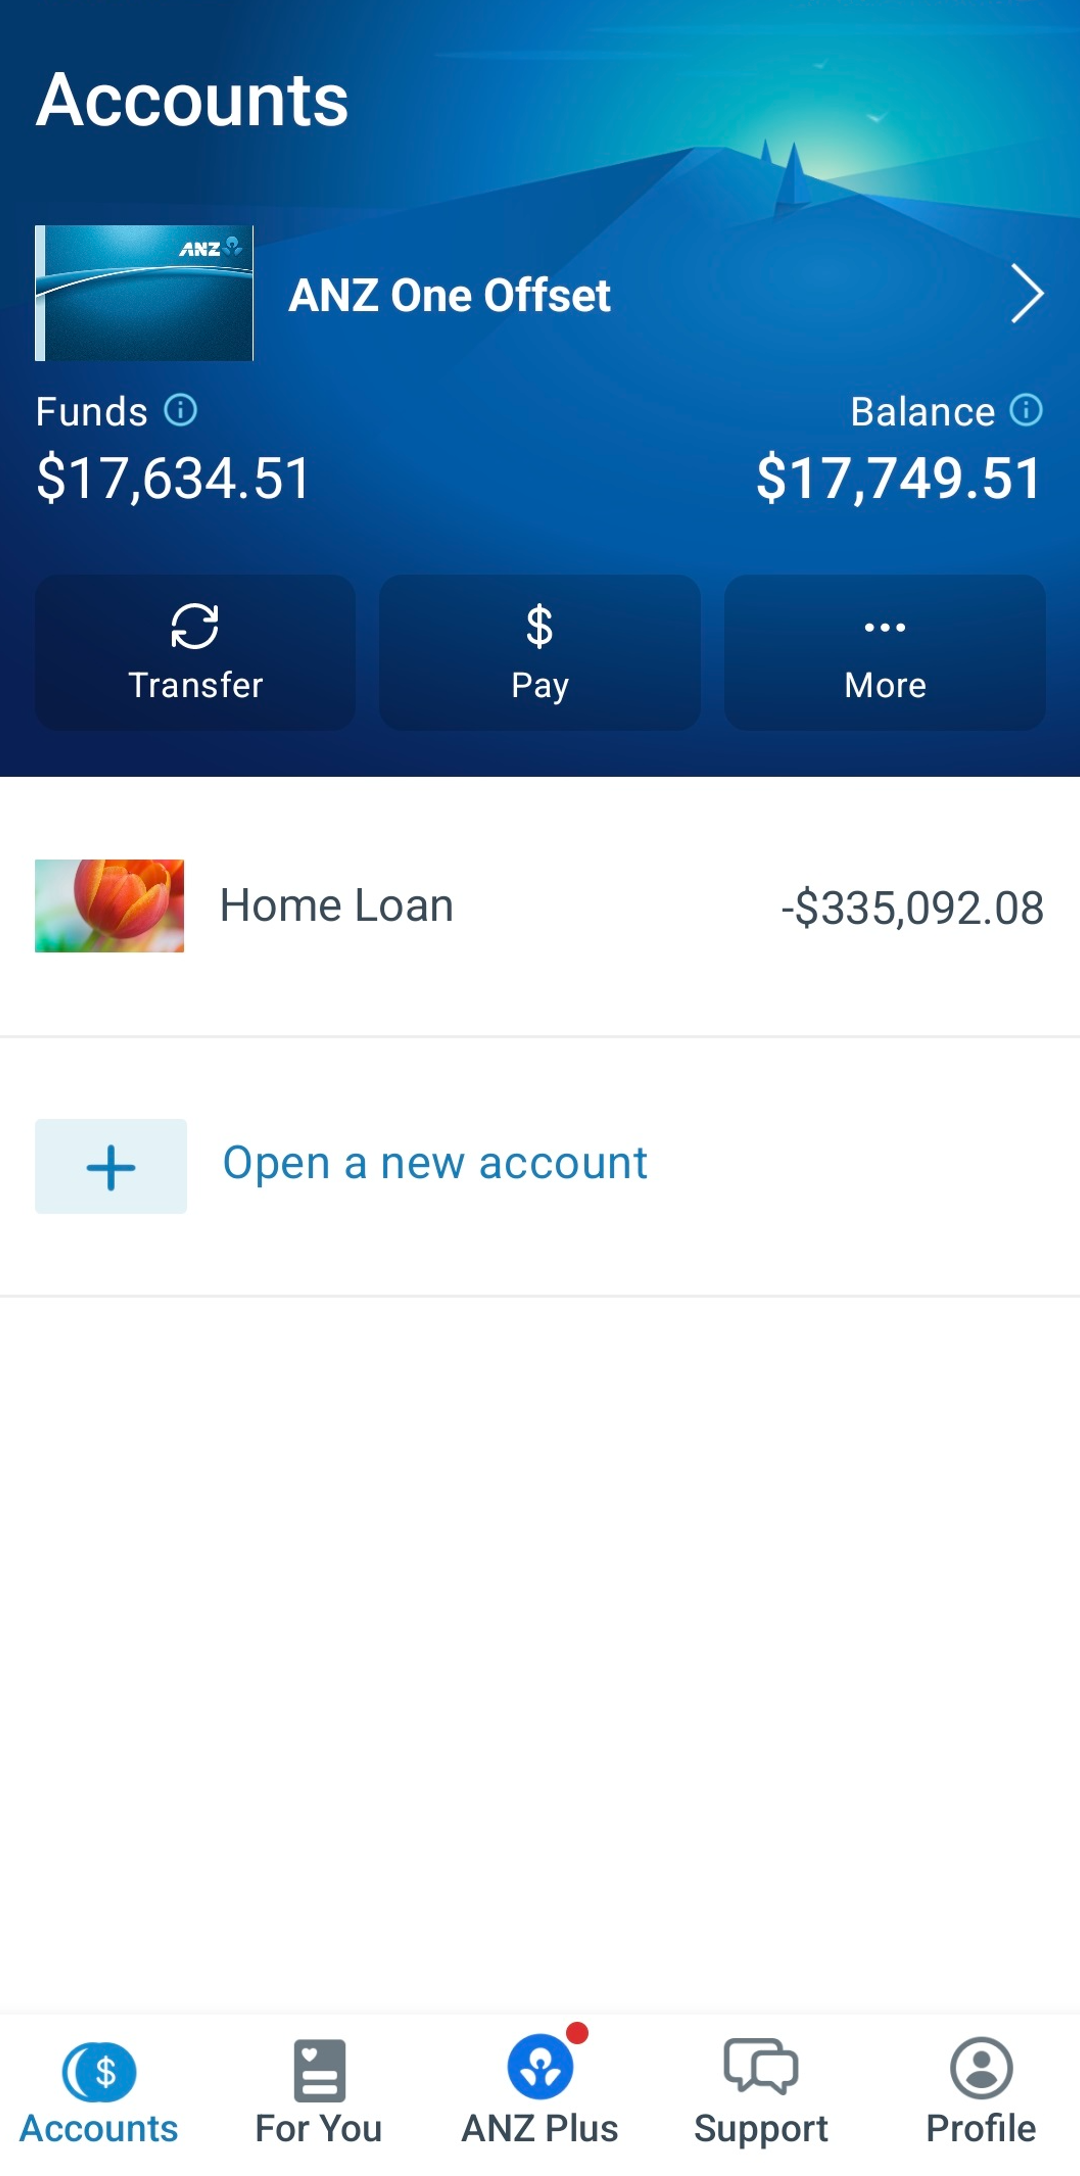 Accounts
ANZ
ANZ One Offset
Funds
Balance
$17,634.51
$17,749.51
Transfer
$
Pay
More
Home Loan
-$335,092.08
Open a new account
$
Accounts
For You
ANZ Plus
Support
Profile